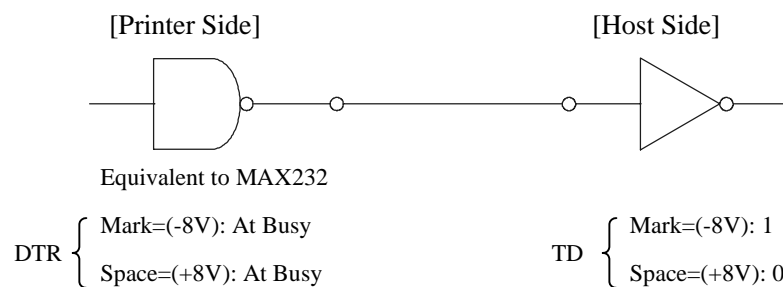 [Printer Side] [Host Side]
Equivalent to MAX232
DTR
Mark=(-8V): At Busy
Space=(+8V): At Busy
TD
Mark=(-8V): 1
Space=(+8V): 0